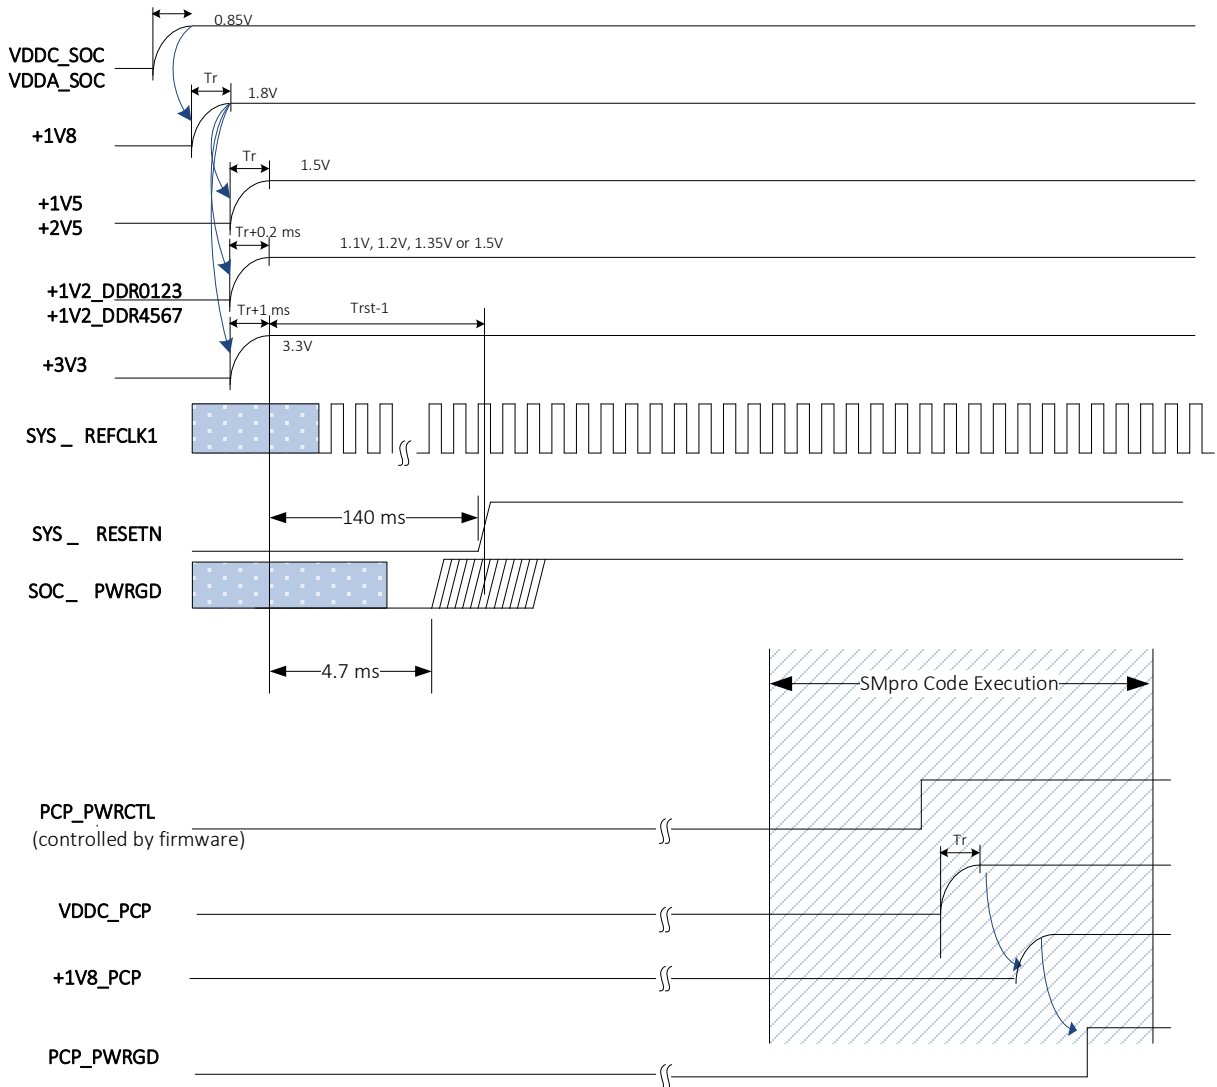 0.85V
VDDC_SOC
VDDA_SOC
Tr
1.8V
+1V8
Tr
1.5V
+1V5
+2V5
Tr+0.2 ms
1.1V, 1.2V, 1.35V or 1.5V
+1V2_DDR0123
+1V2_DDR4567
Tr+1 ms
Trst-1
3.3V
+3V3
SYS_ REFCLK1
140 ms
SYS_ RESETN
SOC_ PWRGD
4.7 ms
SMpro Code Execution
PCP_PWRCTL
(controlled by firmware)
Tr
VDDC_PCP
+1V8_PCP
PCP_PWRGD